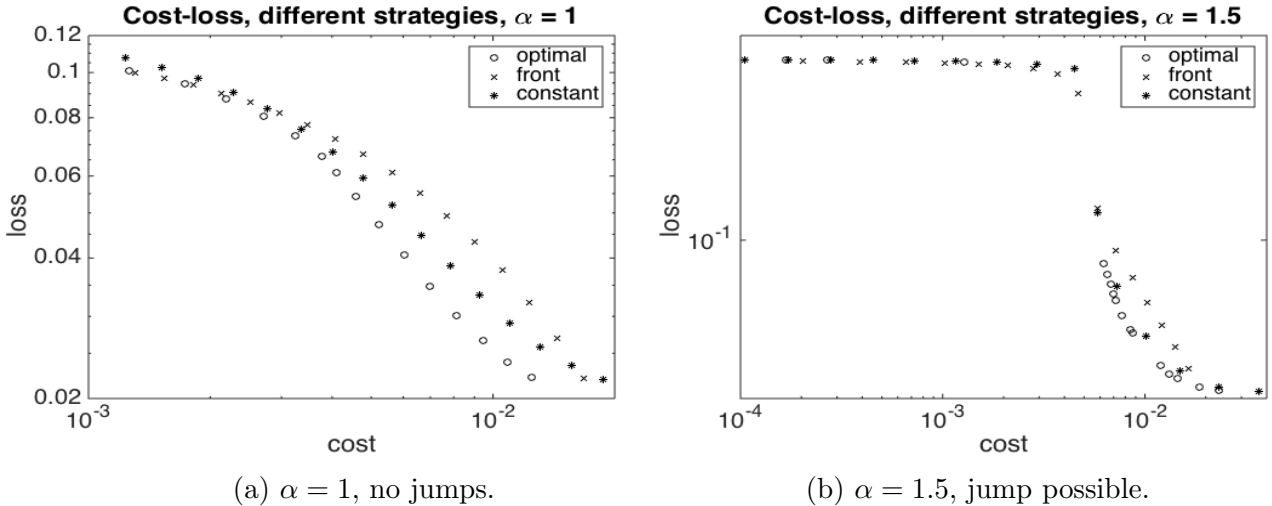 Cost-loss, different strategies, α = 1
0.12
0.1
0.08
0.06
0.04
0.02
loss
optimal
front
constant
10^-3
10^-2
cost
(a) α = 1, no jumps.
Cost-loss, different strategies, α = 1.5
10^-1
loss
optimal
front
constant
10^-4
10^-3
10^-2
cost
(b) α = 1.5, jump possible.